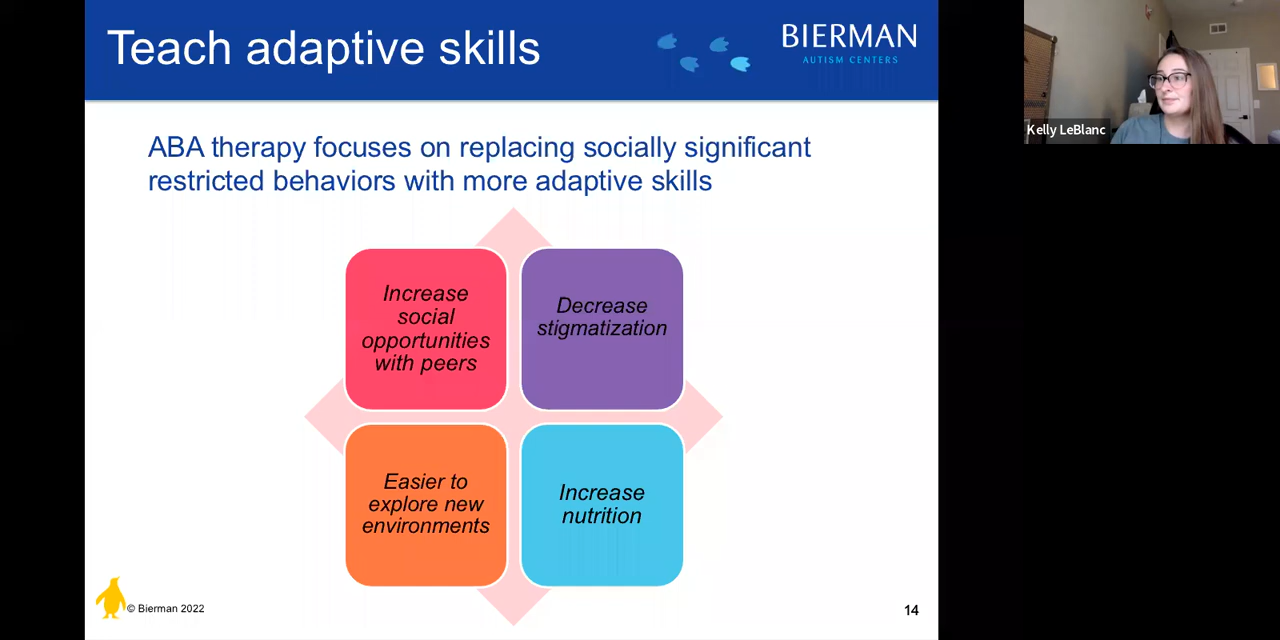 Teach adaptive skills
BIERMAN
AUTISM CENTERS
Kelly LeBlanc
ABA therapy focuses on replacing socially significant
restricted behaviors with more adaptive skills
Increase
social
opportunities
with peers
Decrease
stigmatization
Easier to
explore new
environments
Increase
nutrition
© Bierman 2022
14